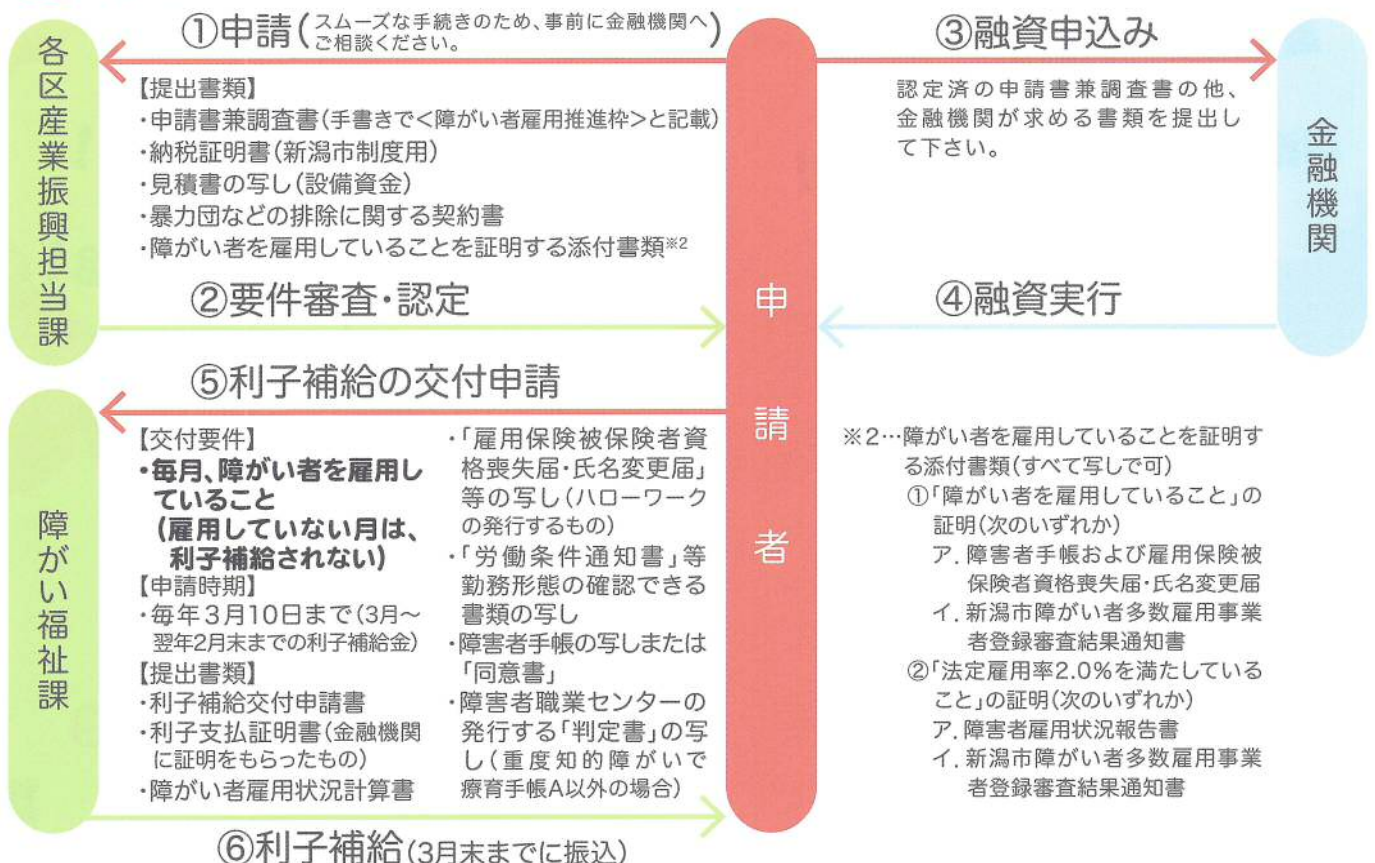 各区産業振興担当課
①申請(スムーズな手続きのため、事前に金融機関へ
ご相談ください。)
【提出書類】
・申請書兼調査書(手書きで<障がい者雇用推進枠>と記載)
・納税証明書(新潟市制度用)
・見積書の写し(設備資金)
・暴力団などの排除に関する契約書
・障がい者を雇用していることを証明する添付書類※2
②要件審査・認定
申請者
③融資申込み
認定済の申請書兼調査書の他、
金融機関が求める書類を提出し
て下さい。
④融資実行
金融機関
障がい福祉課
⑤利子補給の交付申請
【交付要件】
・毎月、障がい者を雇用し
ていること
(雇用していない月は、
利子補給されない)
【申請時期】
・毎年3月10日まで(3月〜
翌年2月末までの利子補給金)
【提出書類】
・利子補給交付申請書
・利子支払証明書(金融機関
に証明をもらったもの)
・障がい者雇用状況計算書
・「雇用保険被保険者資
格喪失届・氏名変更届」
等の写し(ハローワーク
の発行するもの)
・「労働条件通知書」等
勤務形態の確認できる
書類の写し
・障害者手帳の写しまたは
「同意書」
・障害者職業センターの
発行する「判定書」の写
し(重度知的障がいで
療育手帳A以外の場合)
⑥利子補給(3月末までに振込)
※2…障がい者を雇用していることを証明す
る添付書類(すべて写しで可)
①「障がい者を雇用していること」の
証明(次のいずれか)
ア.障害者手帳および雇用保険被
保険者資格喪失届・氏名変更届
イ.新潟市障がい者多数雇用事業
者登録審査結果通知書
②「法定雇用率2.0%を満たしている
こと」の証明(次のいずれか)
ア.障害者雇用状況報告書
イ.新潟市障がい者多数雇用事業
者登録審査結果通知書